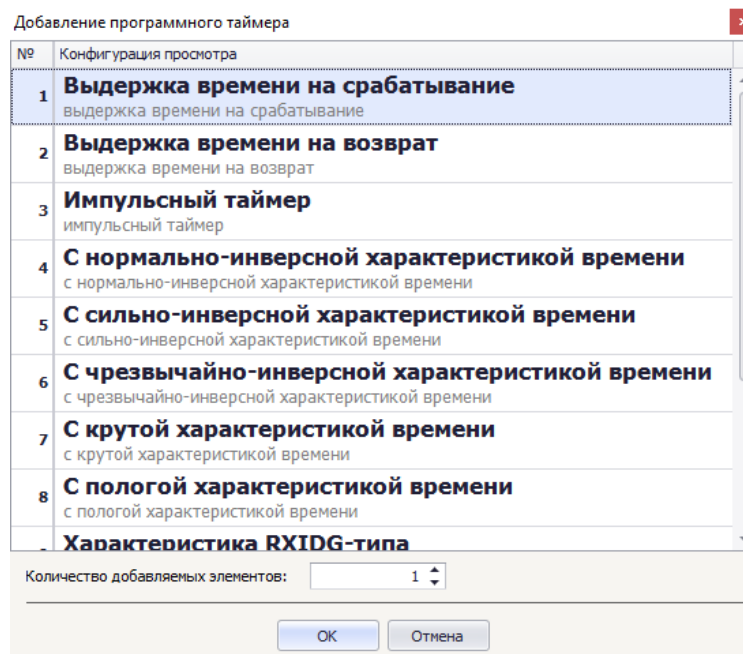 Добавление программного таймера
№ Конфигурация просмотра
1 Выдержка времени на срабатывание
выдержка времени на срабатывание
2 Выдержка времени на возврат
выдержка времени на возврат
3 Импульсный таймер
импульсный таймер
4 С нормально-инверсной характеристикой времени
с нормально-инверсной характеристикой времени
5 С сильно-инверсной характеристикой времени
с сильно-инверсной характеристикой времени
6 С чрезвычайно-инверсной характеристикой времени
с чрезвычайно-инверсной характеристикой времени
7 С крутой характеристикой времени
с крутой характеристикой времени
8 С пологой характеристикой времени
с пологой характеристикой времени
Характеристика RXIDG-типа
Количество добавляемых элементов: 1
OK Отмена